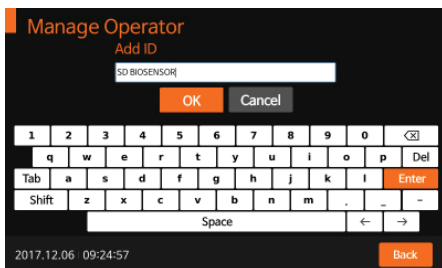 Manage Operator
Add ID
SD BIOSENSOR
OK Cancel
1 2 3 4 5 6 7 8 9 0
q w e r t y u i o p Del
Tab a s d f g h j k l Enter
Shift z x c v b n m . _ -
Space ← →
2017.12.06 09:24:57 Back